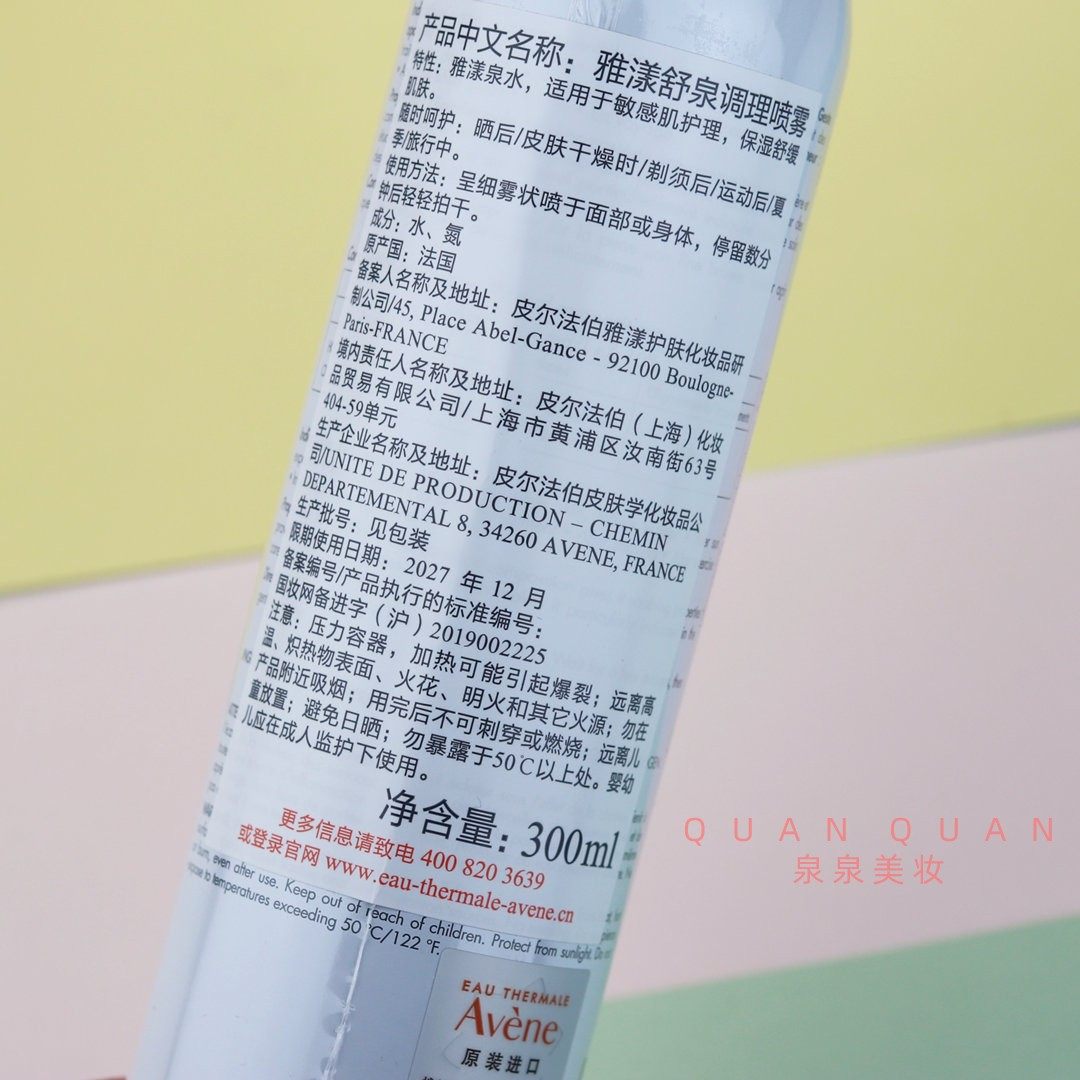 产品中文名称：雅漾舒泉调理喷雾
特性：雅漾泉水，适用于敏感肌护理，保湿舒缓
肌肤。
随时呵护：晒后/皮肤干燥时/剃须后/运动后/夏
季/旅行中。
使用方法：呈细雾状喷于面部或身体，停留数分
钟后轻轻拍干。
成分：水、氮
原产国：法国
备案人名称及地址：皮尔法伯雅漾护肤化妆品研
制公司/45, Place Abel-Gance - 92100 Boulogne-
Paris-FRANCE
境内责任人名称及地址：皮尔法伯（上海）化妆
品贸易有限公司/上海市黄浦区汝南街63号
404-59单元
生产企业名称及地址：皮尔法伯皮肤学化妆品公
司/UNITE DE PRODUCTION – CHEMIN
DEPARTEMENTAL 8, 34260 AVENE, FRANCE
生产批号：见包装
限期使用日期：2027 年 12 月
备案编号/产品执行的标准编号：
国妆网备进字（沪）2019002225
注意：压力容器，加热可能引起爆裂；远离高
温、炽热物表面、火花、明火和其它火源；勿在
产品附近吸烟；用完后不可刺穿或燃烧；远离儿
童放置；避免日晒；勿暴露于50℃以上处。婴幼
儿应在成人监护下使用。
净含量：300ml
更多信息请致电 400 820 3639
或登录官网 www.eau-thermale-avene.cn
burn, even after use. Keep out of reach of children. Protect from sunlight. Do
to temperatures exceeding 50 °C/122 °F.
EAU THERMALE
Avène
原装进口
QUAN QUAN
泉泉美妆